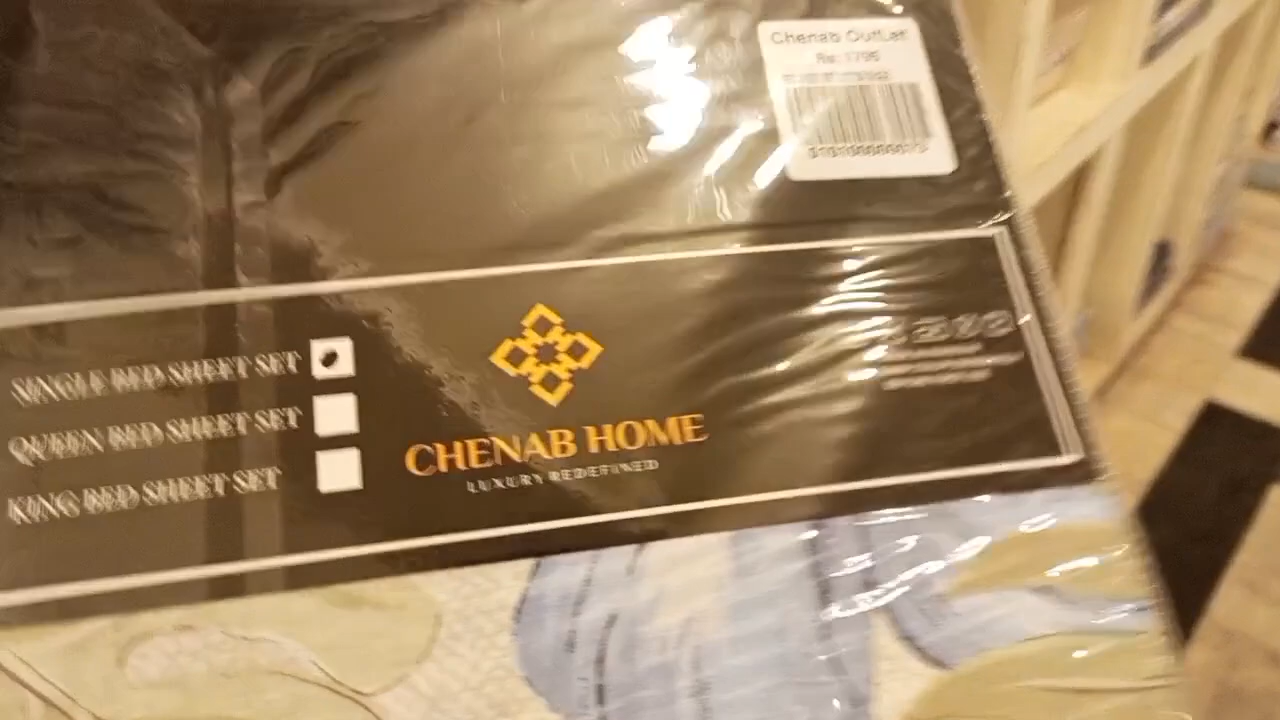 Chenab OutLet
Rs: 1795
SINGLE BED SHEET SET
QUEEN BED SHEET SET
KING BED SHEET SET
CHENAB HOME
LUXURY REDEFINED